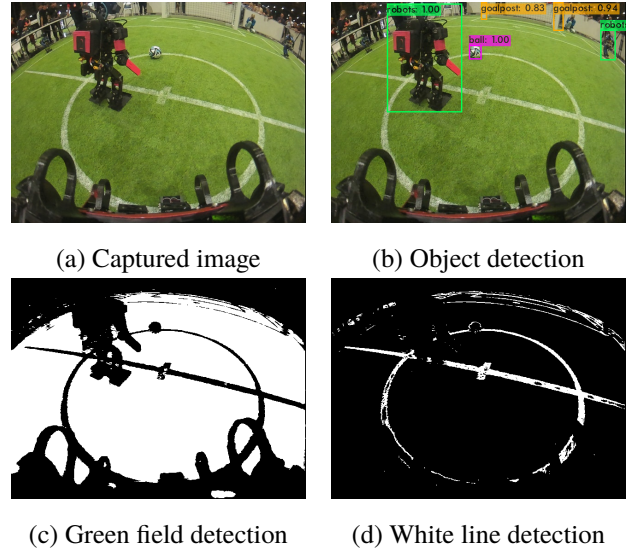 robots: 1.00
goalpost: 0.83
goalpost: 0.94
robots
ball: 1.00
(a) Captured image
(b) Object detection
(c) Green field detection
(d) White line detection